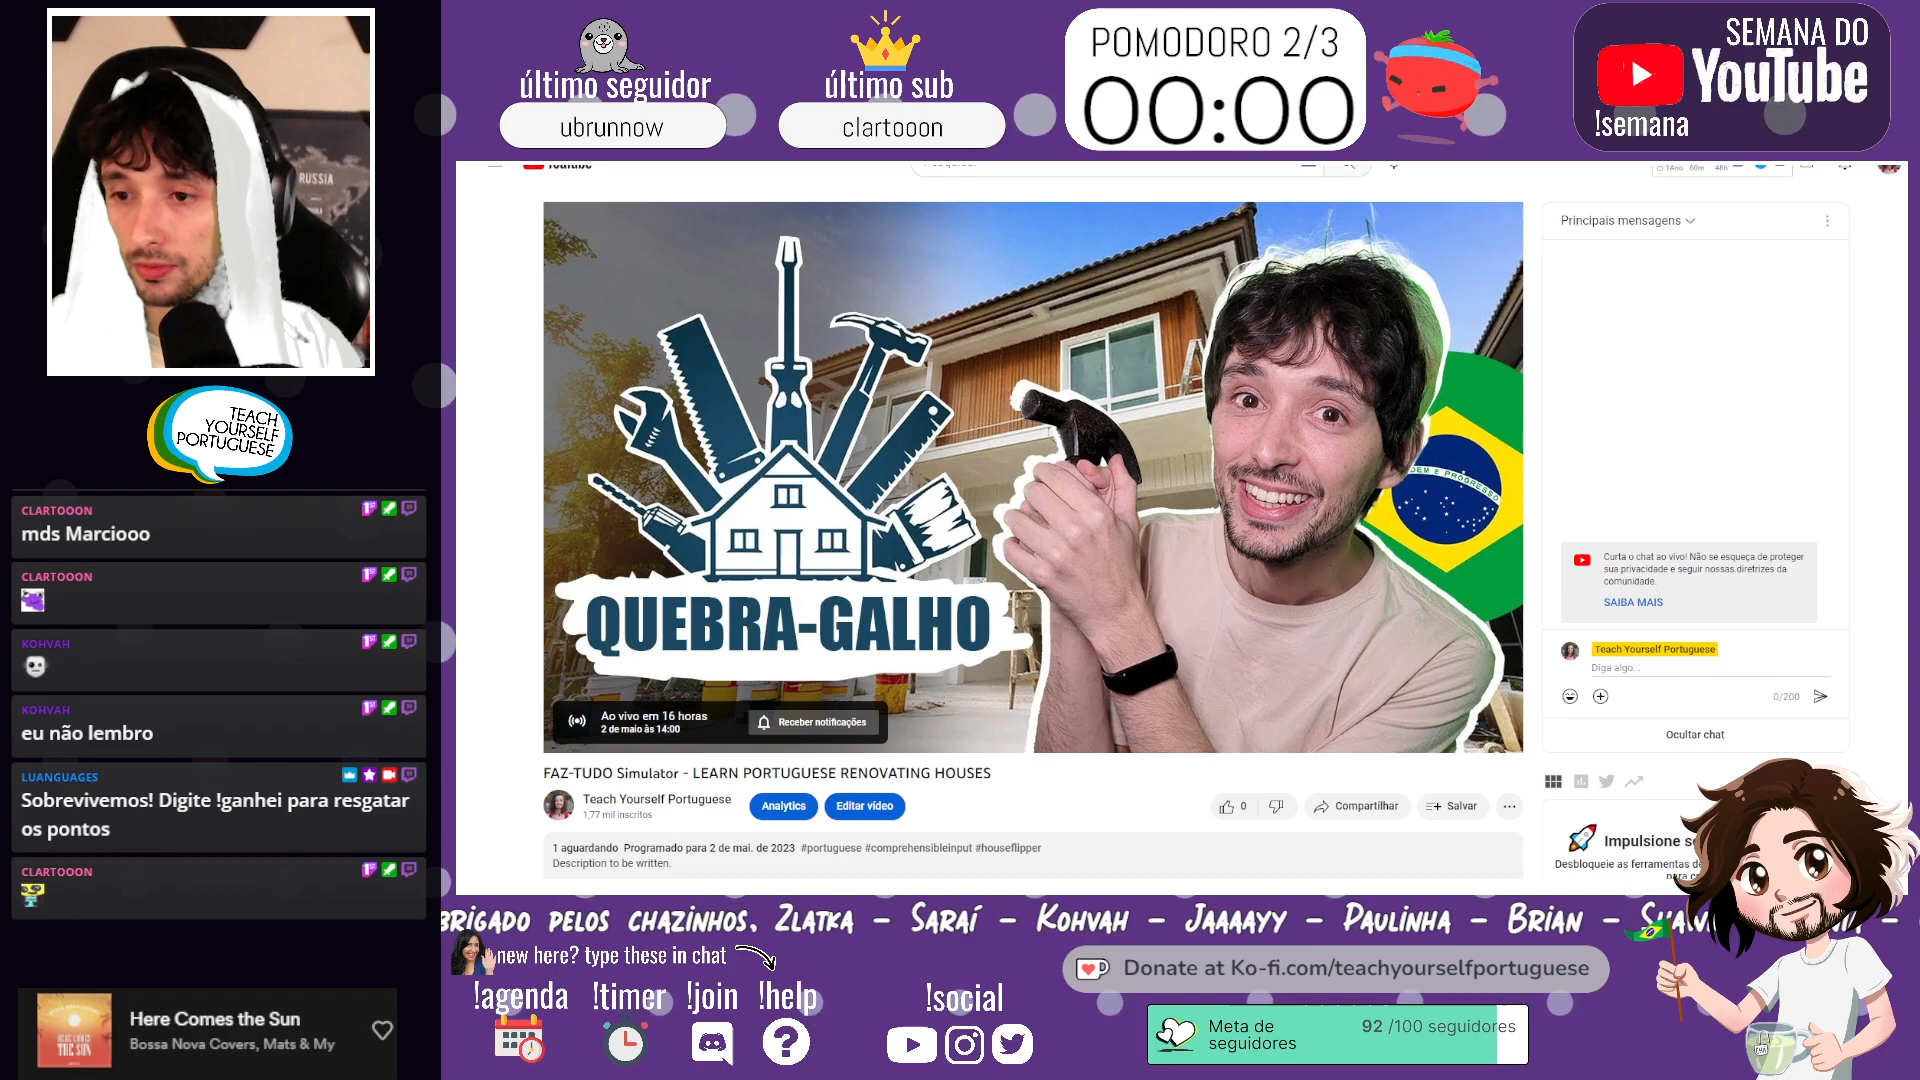 último seguidor
ubrunnow
último sub
clartooon
POMODORO 2/3
00:00
SEMANA DO
YouTube
!semana
RUSSIA
TEACH
YOURSELF
PORTUGUESE
CLARTOOON
mds Marciooo
CLARTOOON
KOHVAH
KOHVAH
eu não lembro
LUANGUAGES
Sobrevivemos! Digite !ganhei para resgatar
os pontos
CLARTOOON
Here Comes the Sun
Bossa Nova Covers, Mats & My
1Ano 60m 48h
QUEBRA-GALHO
Ao vivo em 16 horas
2 de maio às 14:00
Receber notificações
FAZ-TUDO Simulator - LEARN PORTUGUESE RENOVATING HOUSES
Teach Yourself Portuguese
1,77 mil inscritos
Analytics
Editar vídeo
0
Compartilhar
Salvar
1 aguardando Programado para 2 de mai. de 2023 #portuguese #comprehensibleinput #houseflipper
Description to be written.
Principais mensagens
Curta o chat ao vivo! Não se esqueça de proteger
sua privacidade e seguir nossas diretrizes da
comunidade.
SAIBA MAIS
Teach Yourself Portuguese
Diga algo...
0/200
Ocultar chat
Impulsione
Desbloqueie as ferramentas
BRIGADO PELOS CHAZINHOS, ZLATKA – SARAÍ – KOHVAH – JAAAAYY – PAULINHA – BRIAN –
new here? type these in chat
!agenda !timer !join !help
!social
Donate at Ko-fi.com/teachyourselfportuguese
Meta de
seguidores
92 /100 seguidores